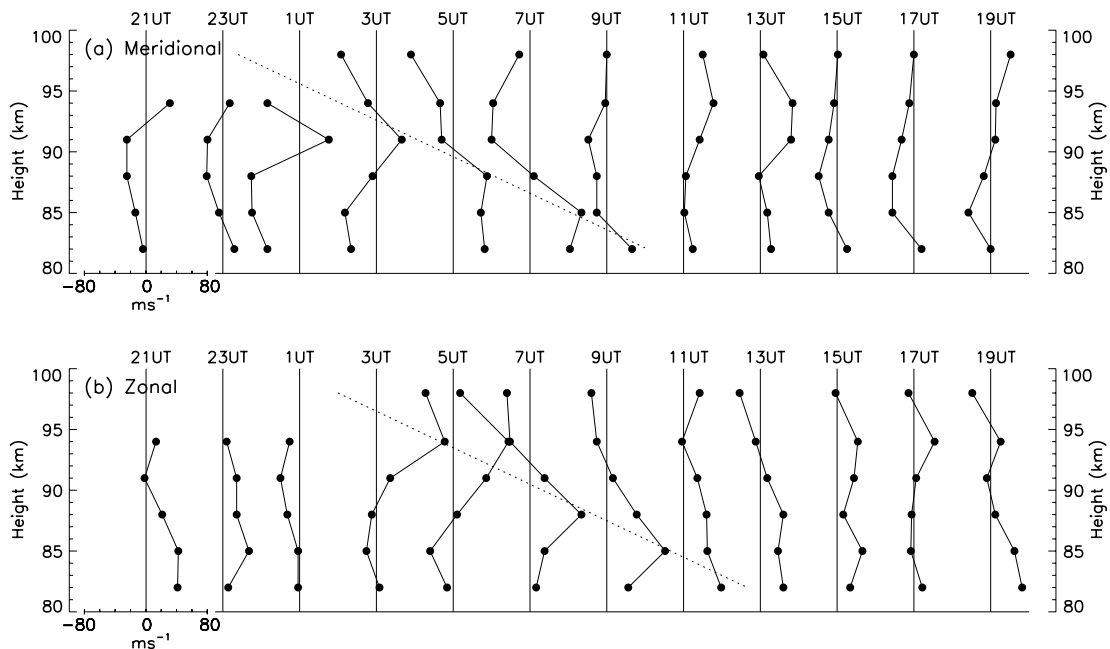 21UT 23UT 1UT 3UT 5UT 7UT 9UT 11UT 13UT 15UT 17UT 19UT
(a) Meridional
100 95 90 85 80
Height (km)
100 95 90 85 80
Height (km)
−80 0 80
ms⁻¹
21UT 23UT 1UT 3UT 5UT 7UT 9UT 11UT 13UT 15UT 17UT 19UT
(b) Zonal
100 95 90 85 80
Height (km)
100 95 90 85 80
Height (km)
−80 0 80
ms⁻¹